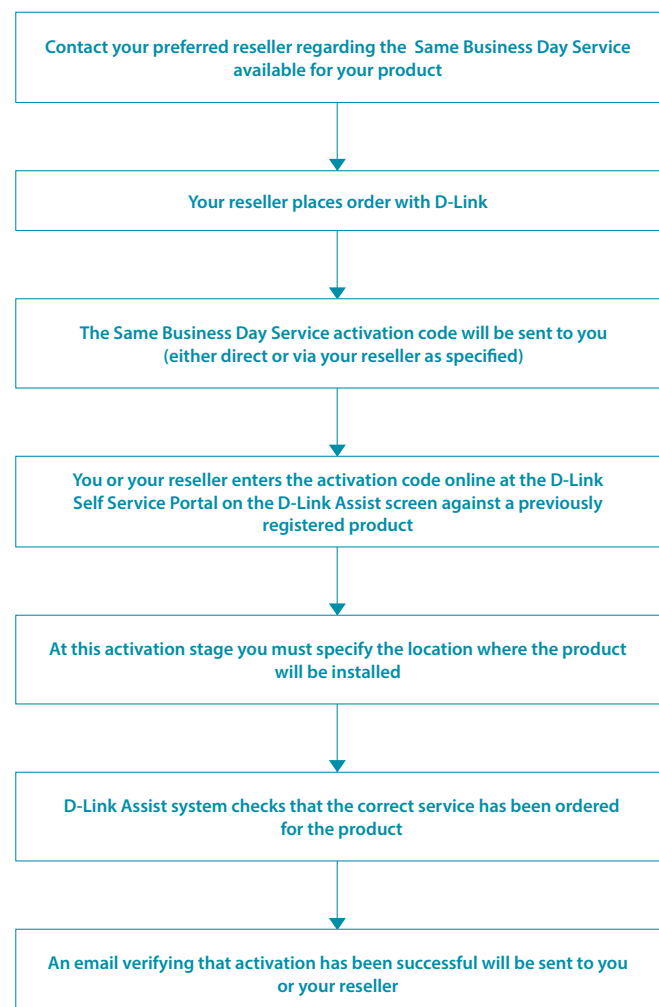 Contact your preferred reseller regarding the Same Business Day Service
available for your product
Your reseller places order with D-Link
The Same Business Day Service activation code will be sent to you
(either direct or via your reseller as specified)
You or your reseller enters the activation code online at the D-Link
Self Service Portal on the D-Link Assist screen against a previously
registered product
At this activation stage you must specify the location where the product
will be installed
D-Link Assist system checks that the correct service has been ordered
for the product
An email verifying that activation has been successful will be sent to you
or your reseller